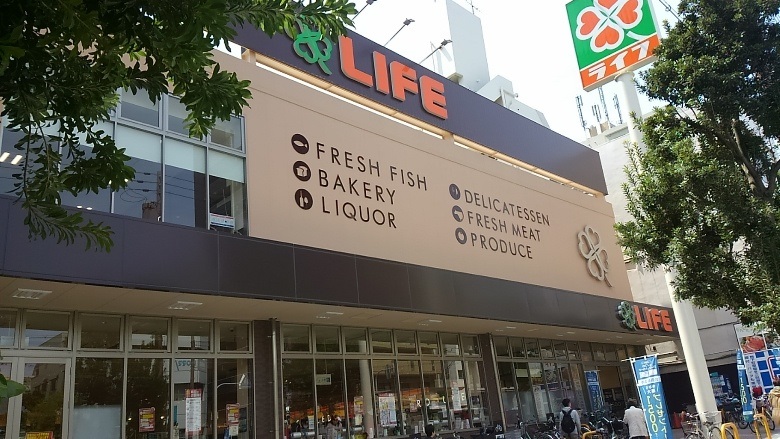 LIFE
ライフ
FRESH FISH
BAKERY
LIQUOR
DELICATESSEN
FRESH MEAT
PRODUCE
LIFE